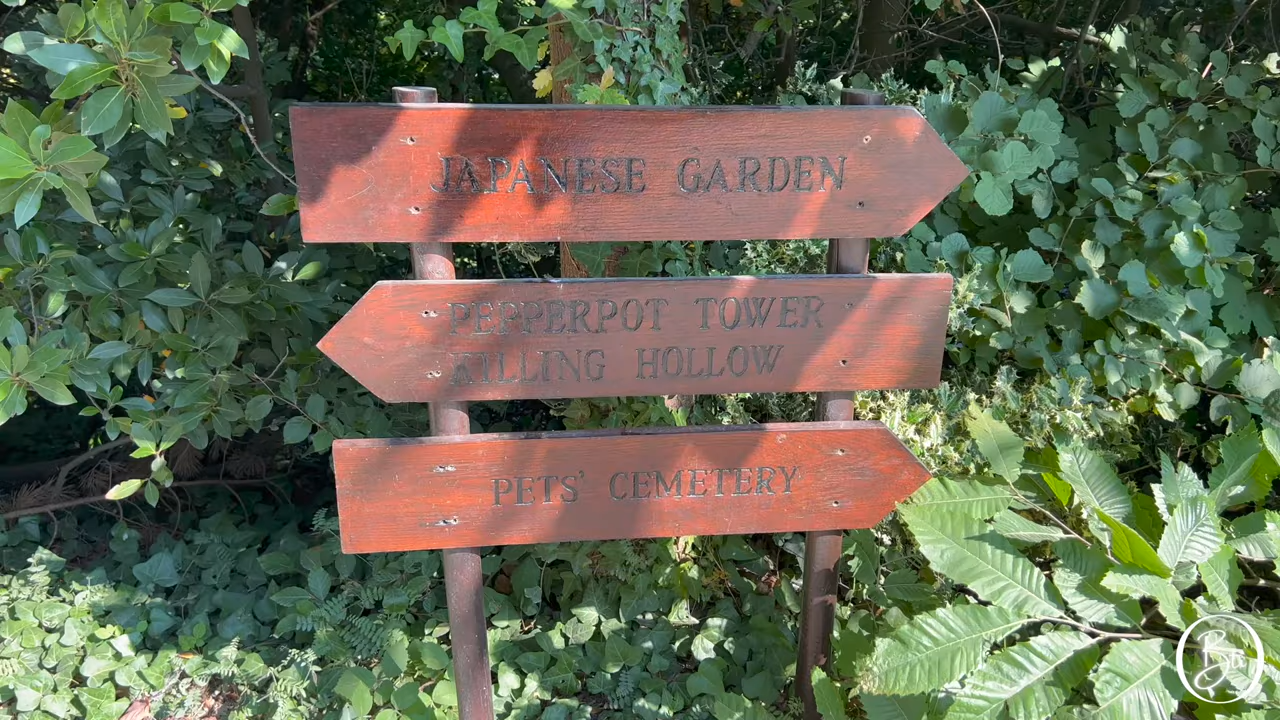 JAPANESE GARDEN
PEPPERPOT TOWER
KILLING HOLLOW
PETS' CEMETERY